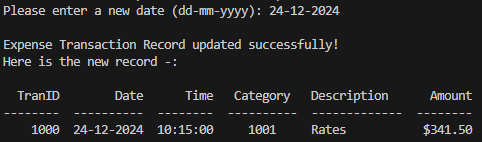 Please enter a new date (dd-mm-yyyy): 24-12-2024
Expense Transaction Record updated successfully!
Here is the new record -:
TranID Date Time Category Description Amount
-------- ---------- -------- ---------- ------------- --------
1000 24-12-2024 10:15:00 1001 Rates $341.50